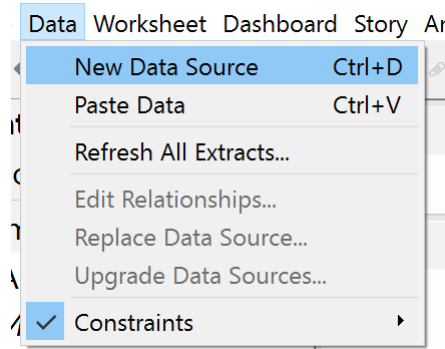 Data Worksheet Dashboard Story
New Data Source Ctrl+D
Paste Data Ctrl+V
Refresh All Extracts...
Edit Relationships...
Replace Data Source...
Upgrade Data Sources...
Constraints